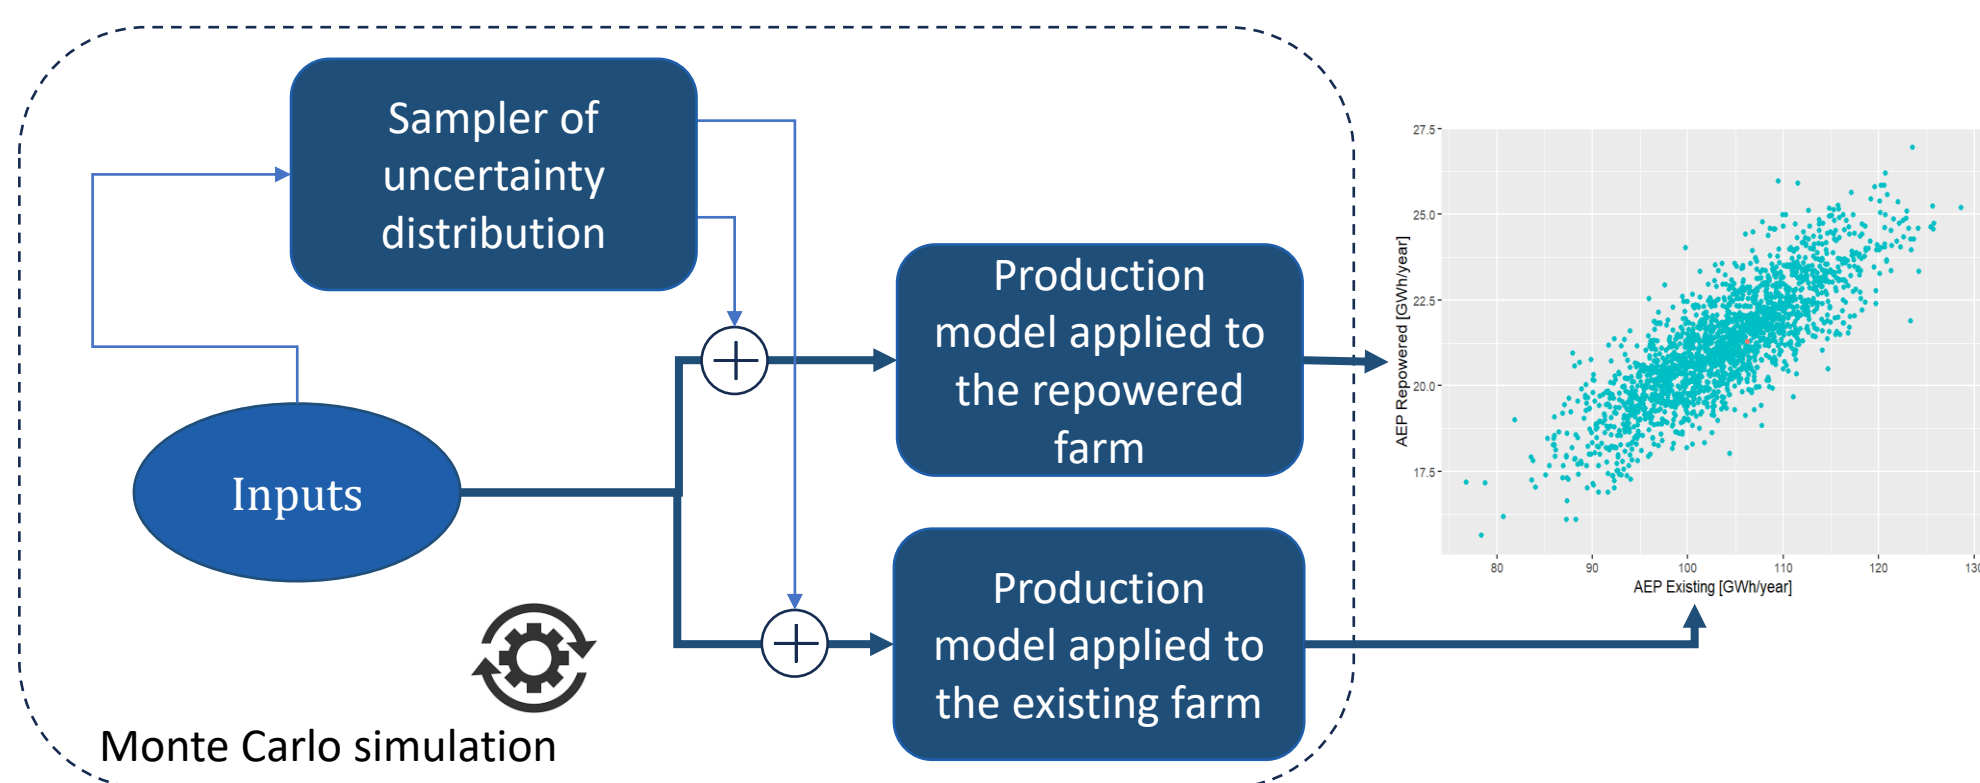 Sampler of
uncertainty
distribution
Inputs
Production
model applied to
the repowered
farm
Production
model applied to
the existing farm
Monte Carlo simulation
AEP Repowered [GWh/year]
27.5
25.0
22.5
20.0
17.5
80
90
100
110
120
130
AEP Existing [GWh/year]